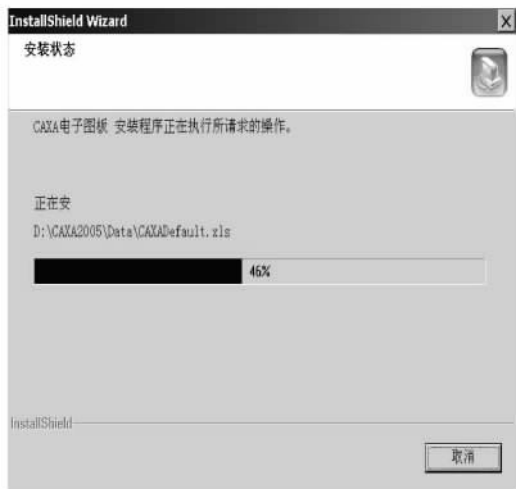 InstallShield Wizard
安装状态
CAXA电子图板 安装程序正在执行所请求的操作。
正在安
D:\CAXA2005\Data\CAXADefault.xls
46%
InstallShield
取消